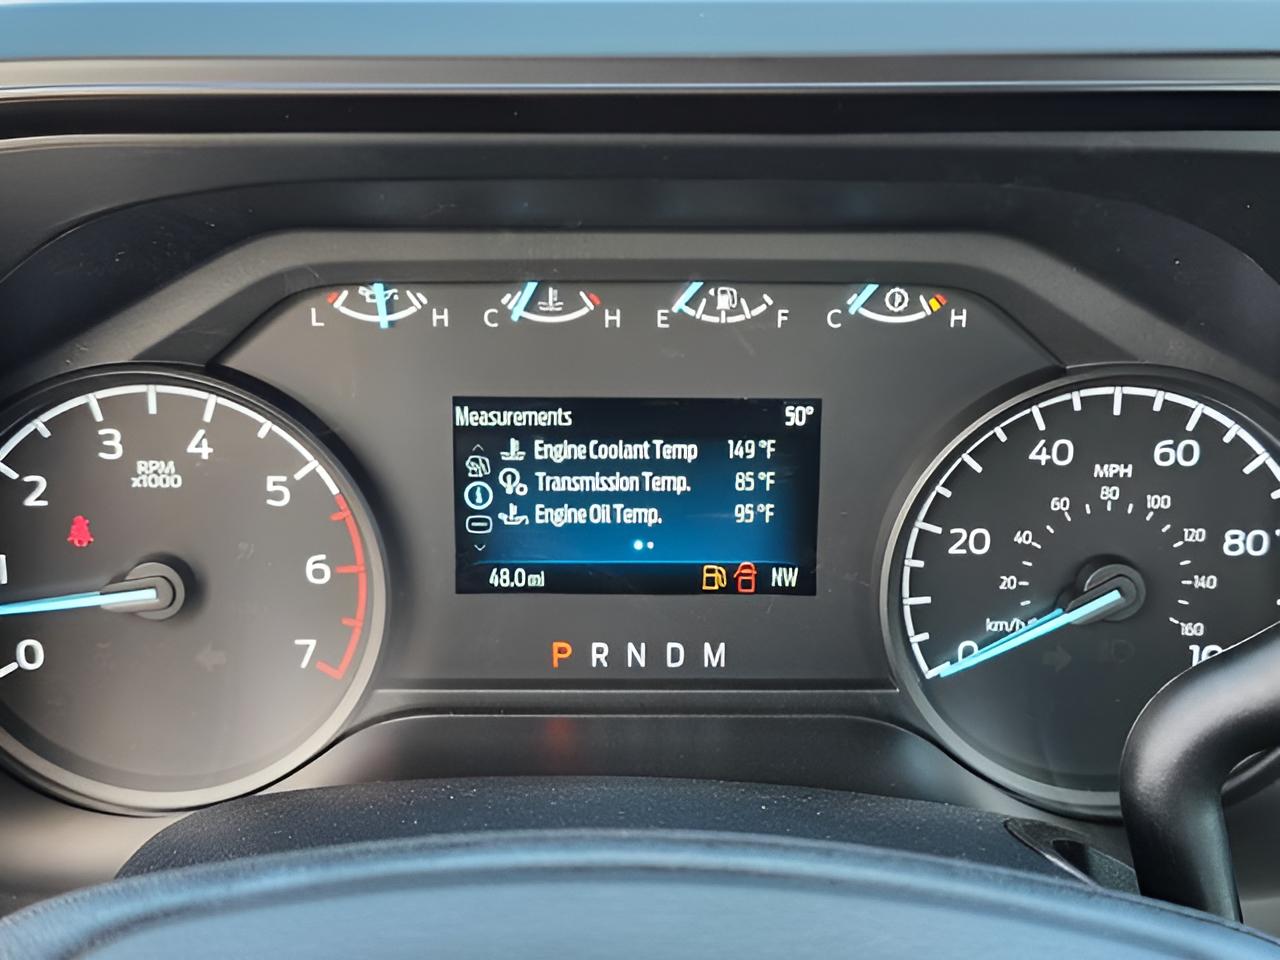 L H C H E F C H
Measurements 50°
Engine Coolant Temp 149 °F
Transmission Temp. 85 °F
Engine Oil Temp. 95 °F
48.0 mi NW
P R N D M
0 1 2 3 4 5 6 7
RPM
x1000
0 20 40 60 80
MPH
20 40 60 80 100 120 140 160
km/h